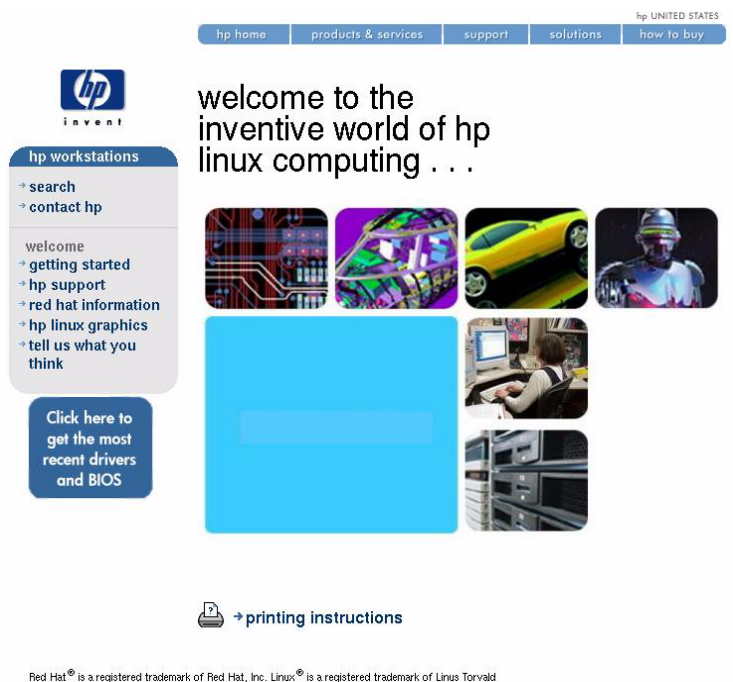 hp UNITED STATES
hp home
products & services
support
solutions
how to buy
hp
invent
welcome to the
inventive world of hp
linux computing . . .
hp workstations
search
contact hp
welcome
getting started
hp support
red hat information
hp linux graphics
tell us what you
think
Click here to
get the most
recent drivers
and BIOS
?
printing instructions
Red Hat® is a registered trademark of Red Hat, Inc. Linux® is a registered trademark of Linus Torvald